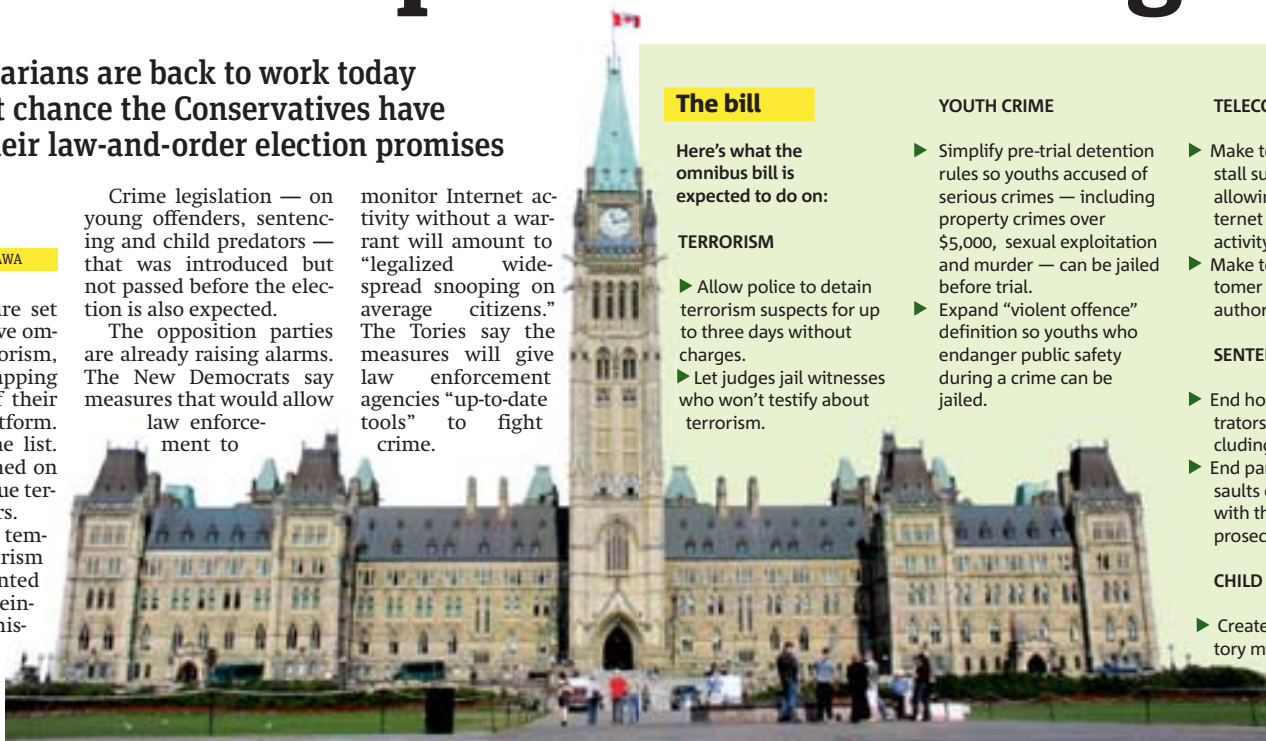 arians are back to work today
t chance the Conservatives have
eir law-and-order election promises
AWA
are set
ve om-
orism,
apping
f their
tform.
e list.
ned on
ue ter-
rs.
tem-
rism
nted
ein-
his-
Crime legislation — on
young offenders, sentenc-
ing and child predators —
that was introduced but
not passed before the elec-
tion is also expected.
The opposition parties
are already raising alarms.
The New Democrats say
measures that would allow
law enforce-
ment to
monitor Internet ac-
tivity without a war-
rant will amount to
“legalized wide-
spread snooping on
average citizens.”
The Tories say the
measures will give
law enforcement
agencies “up-to-date
tools” to fight
crime.
The bill
Here’s what the
omnibus bill is
expected to do on:
TERRORISM
▶ Allow police to detain
terrorism suspects for up
to three days without
charges.
▶ Let judges jail witnesses
who won’t testify about
terrorism.
YOUTH CRIME
▶ Simplify pre-trial detention
rules so youths accused of
serious crimes — including
property crimes over
$5,000, sexual exploitation
and murder — can be jailed
before trial.
▶ Expand “violent offence”
definition so youths who
endanger public safety
during a crime can be
jailed.
TELECO
▶ Make te
stall su
allowin
ternet
activity
▶ Make te
tomer
author
SENTE
▶ End ho
trators
cluding
▶ End par
saults
with th
prosec
CHILD
▶ Create
tory m